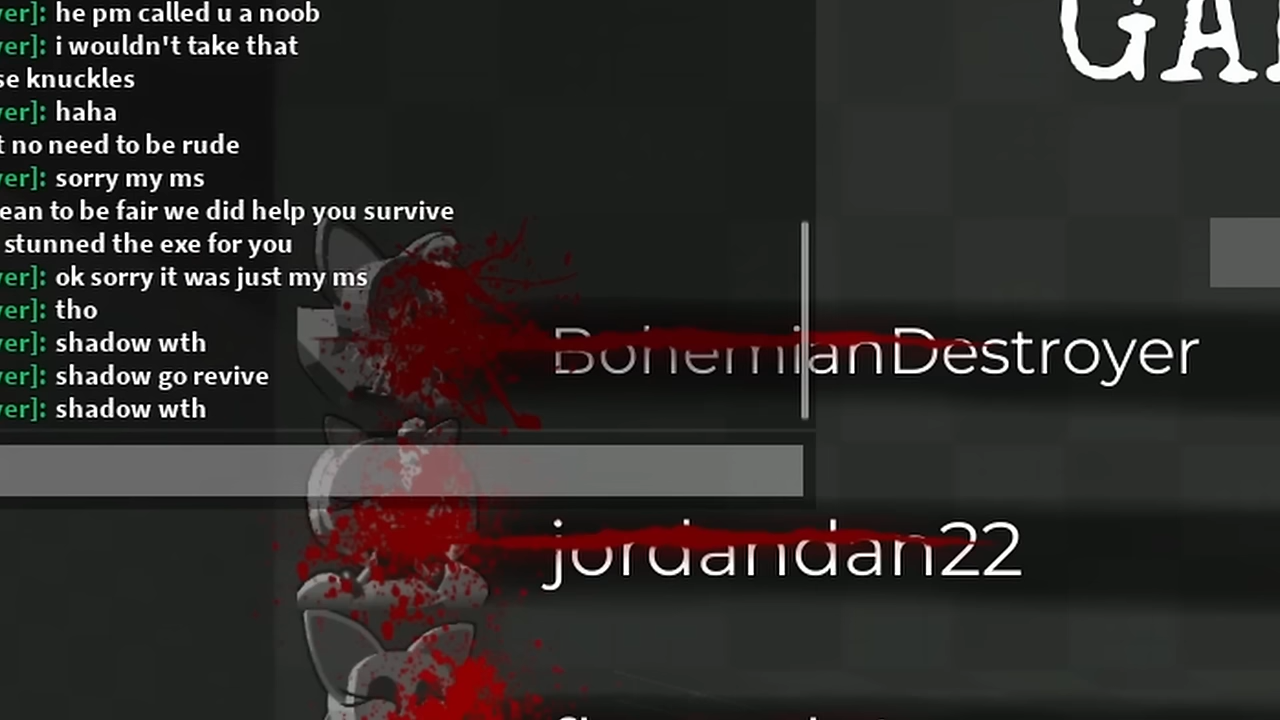 ver]: he pm called u a noob
ver]: i wouldn't take that
se knuckles
ver]: haha
t no need to be rude
ver]: sorry my ms
ean to be fair we did help you survive
stunned the exe for you
ver]: ok sorry it was just my ms
ver]: tho
ver]: shadow wth
ver]: shadow go revive
ver]: shadow wth
GA
BohemianDestroyer
jordandan22